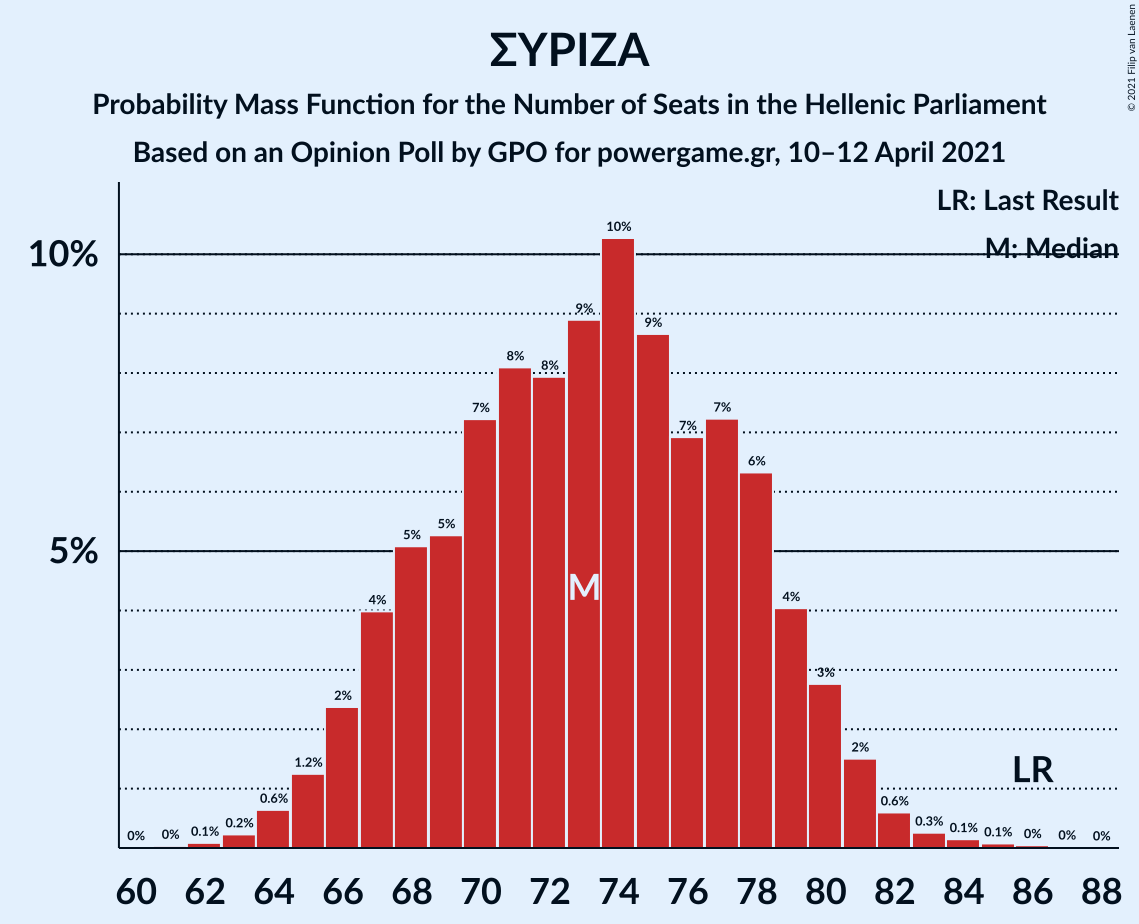 © 2021 Filip van Laenen
ΣΥΡΙΖΑ
Probability Mass Function for the Number of Seats in the Hellenic Parliament
Based on an Opinion Poll by GPO for powergame.gr, 10–12 April 2021
LR: Last Result
M: Median
10%
5%
0% 0% 0.1% 0.2% 0.6% 1.2% 2% 4% 5% 5% 7% 8% 8% 9% 10% 9% 7% 7% 6% 4% 3% 2% 0.6% 0.3% 0.1% 0.1% 0% 0% 0%
M
LR
60 62 64 66 68 70 72 74 76 78 80 82 84 86 88